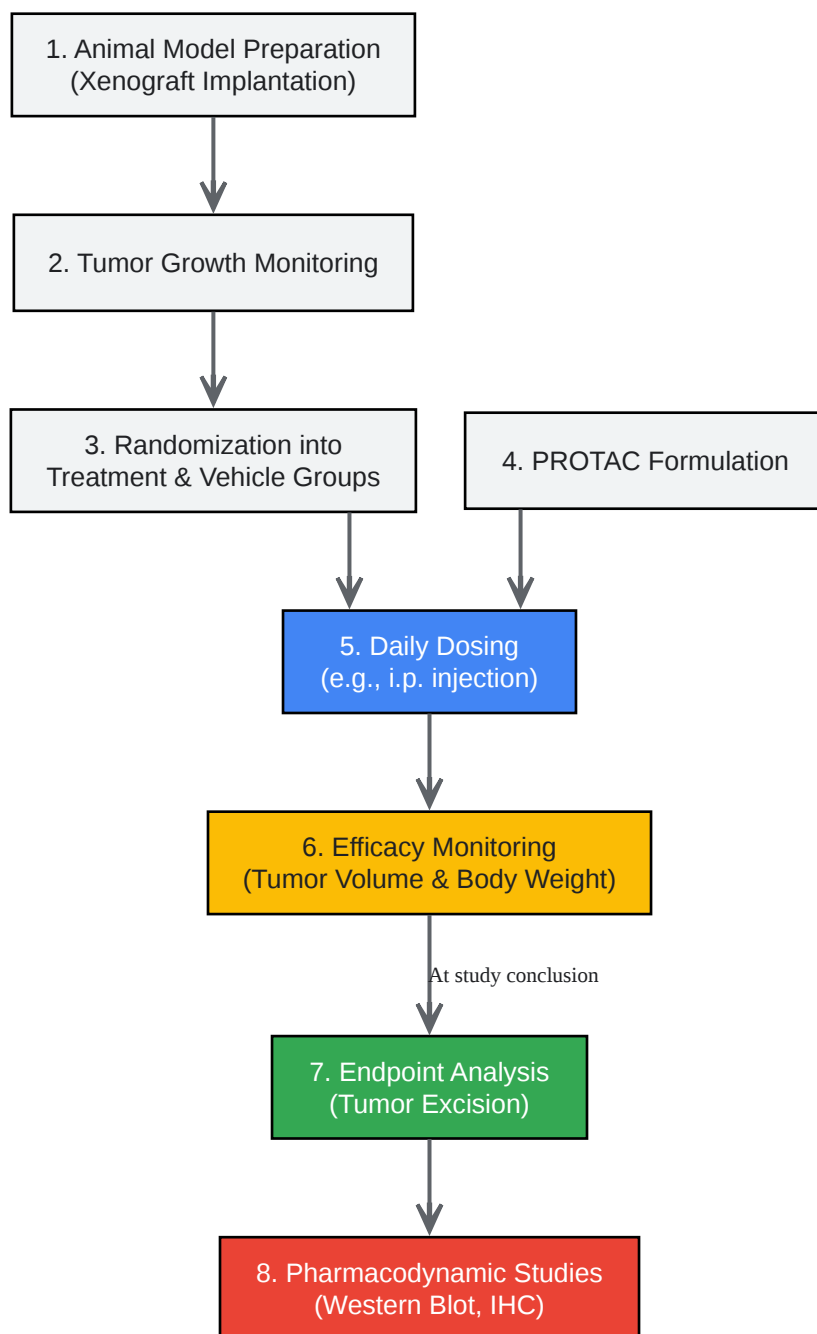 1. Animal Model Preparation
(Xenograft Implantation)
2. Tumor Growth Monitoring
3. Randomization into
Treatment & Vehicle Groups
4. PROTAC Formulation
5. Daily Dosing
(e.g., i.p. injection)
6. Efficacy Monitoring
(Tumor Volume & Body Weight)
At study conclusion
7. Endpoint Analysis
(Tumor Excision)
8. Pharmacodynamic Studies
(Western Blot, IHC)